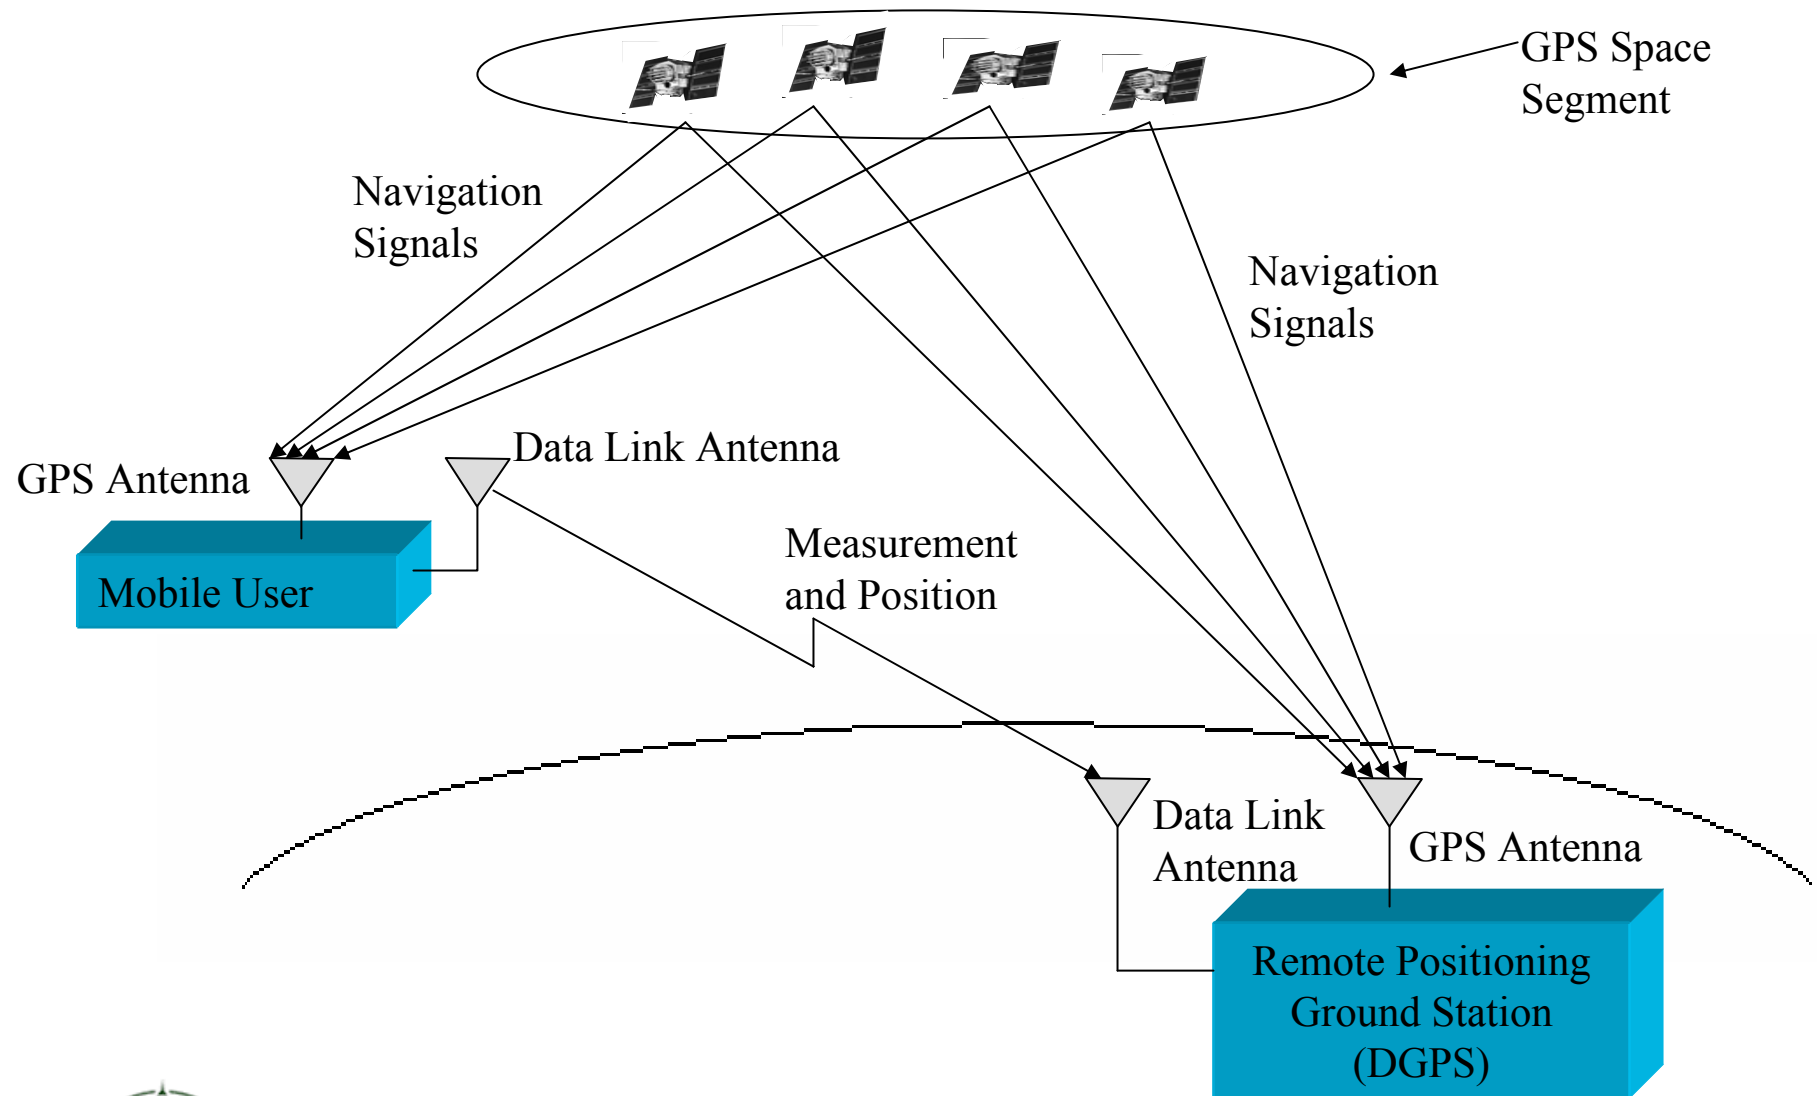 GPS Space
Segment
Navigation
Signals
Navigation
Signals
Data Link Antenna
GPS Antenna
Measurement
and Position
Mobile User
Data Link
Antenna
GPS Antenna
Remote Positioning
Ground Station
(DGPS)